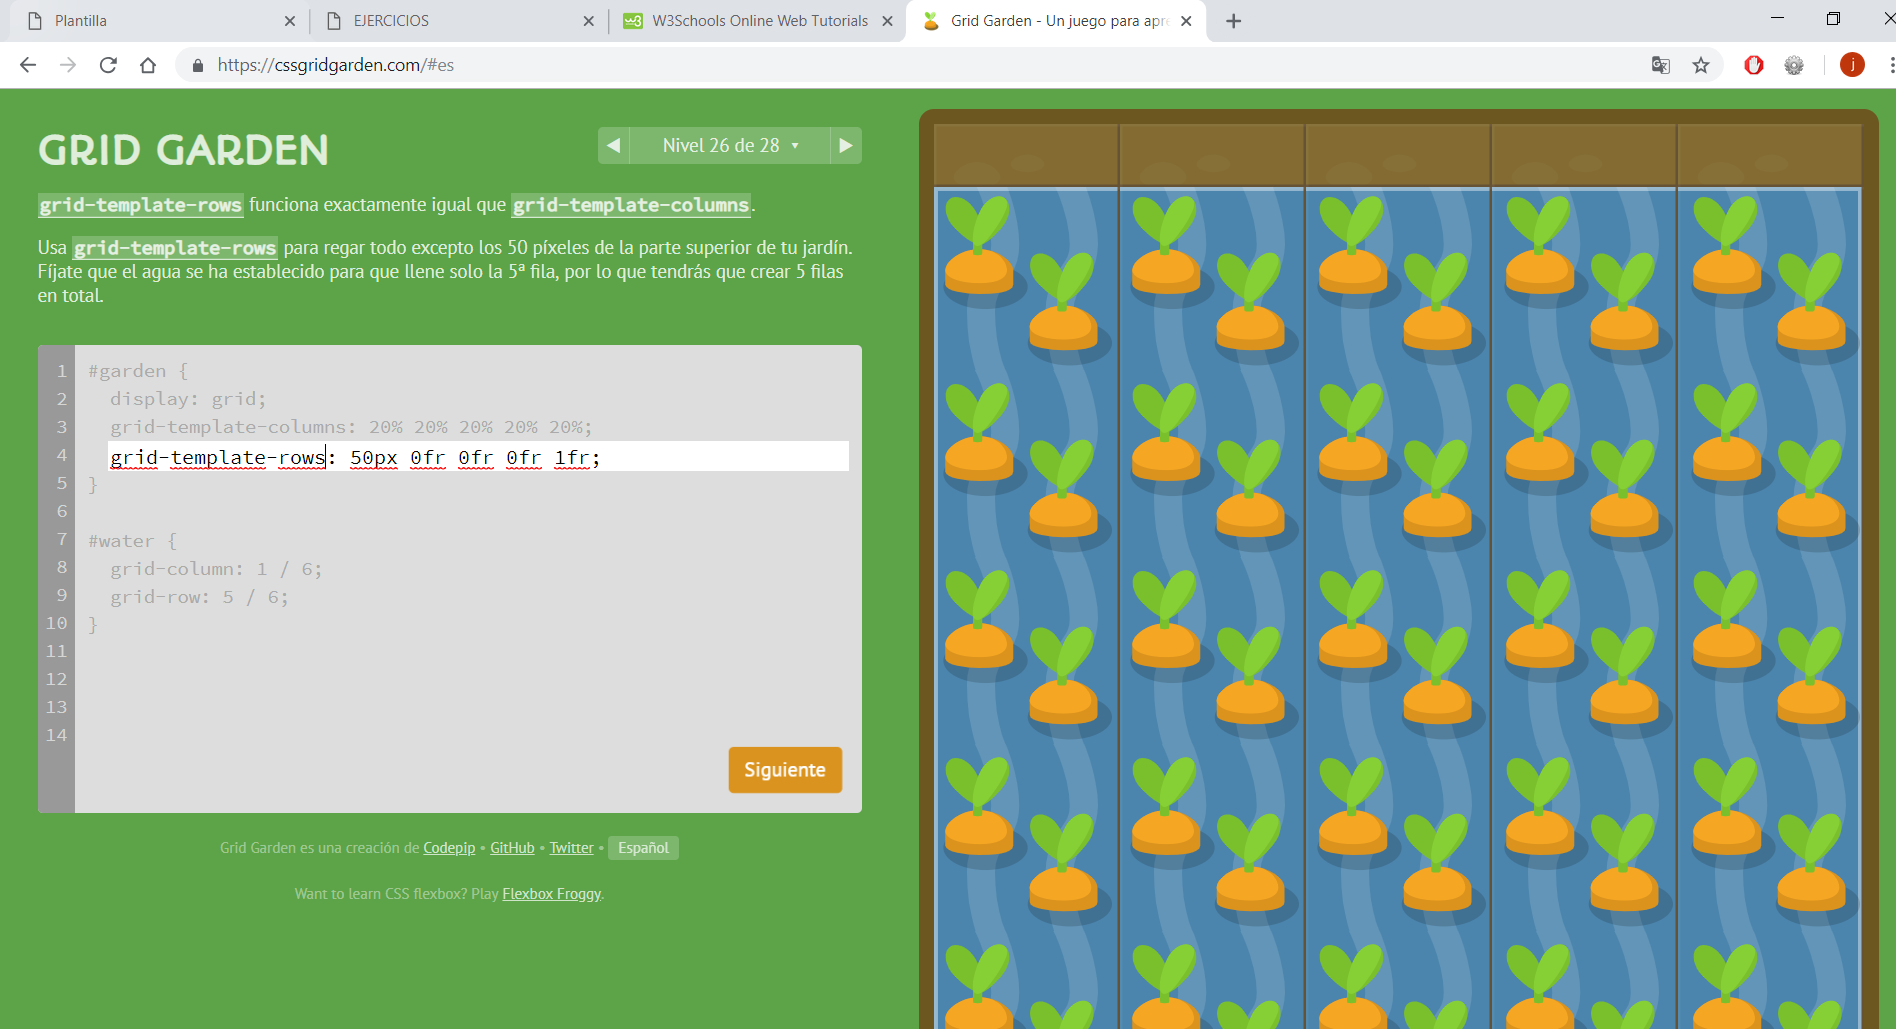 Plantilla
EJERCICIOS
W3Schools Online Web Tutorials
Grid Garden - Un juego para apre
https://cssgridgarden.com/#es
j
GRID GARDEN
Nivel 26 de 28
grid-template-rows funciona exactamente igual que grid-template-columns.
Usa grid-template-rows para regar todo excepto los 50 píxeles de la parte superior de tu jardín.
Fíjate que el agua se ha establecido para que llene solo la 5ª fila, por lo que tendrás que crear 5 filas
en total.
1 #garden {
2 display: grid;
3 grid-template-columns: 20% 20% 20% 20% 20%;
4 grid-template-rows: 50px 0fr 0fr 0fr 1fr;
5 }
6
7 #water {
8 grid-column: 1 / 6;
9 grid-row: 5 / 6;
10 }
11
12
13
14
Siguiente
Grid Garden es una creación de Codepip • GitHub • Twitter • Español
Want to learn CSS flexbox? Play Flexbox Froggy.